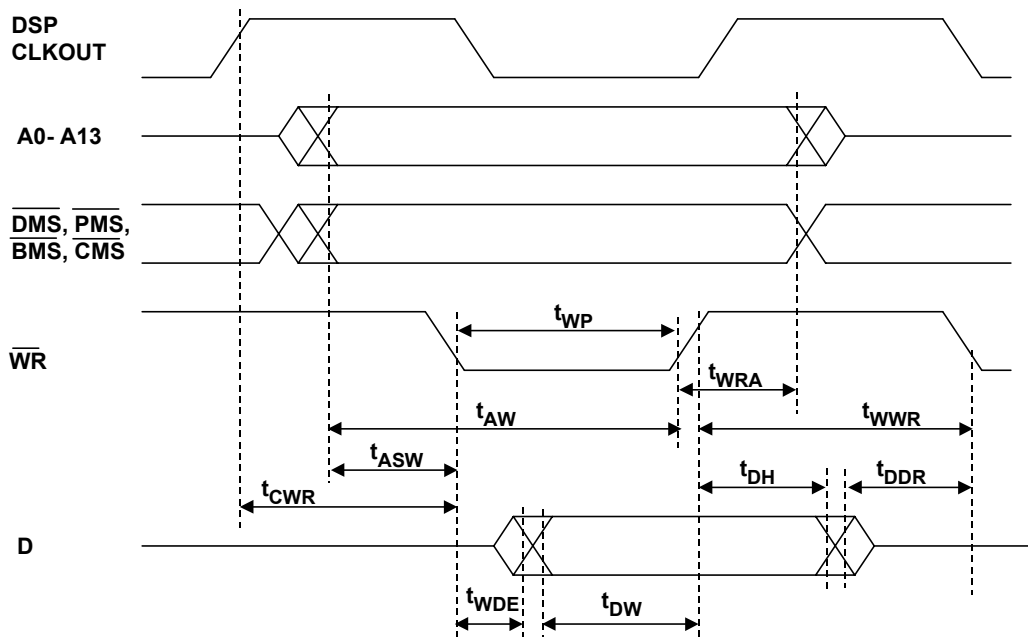 DSP
CLKOUT
A0- A13
DMS, PMS,
BMS, CMS
WR
tWP
tWRA
tAW
tWWR
tASW
tDH
tDDR
tCWR
D
tWDE
tDW